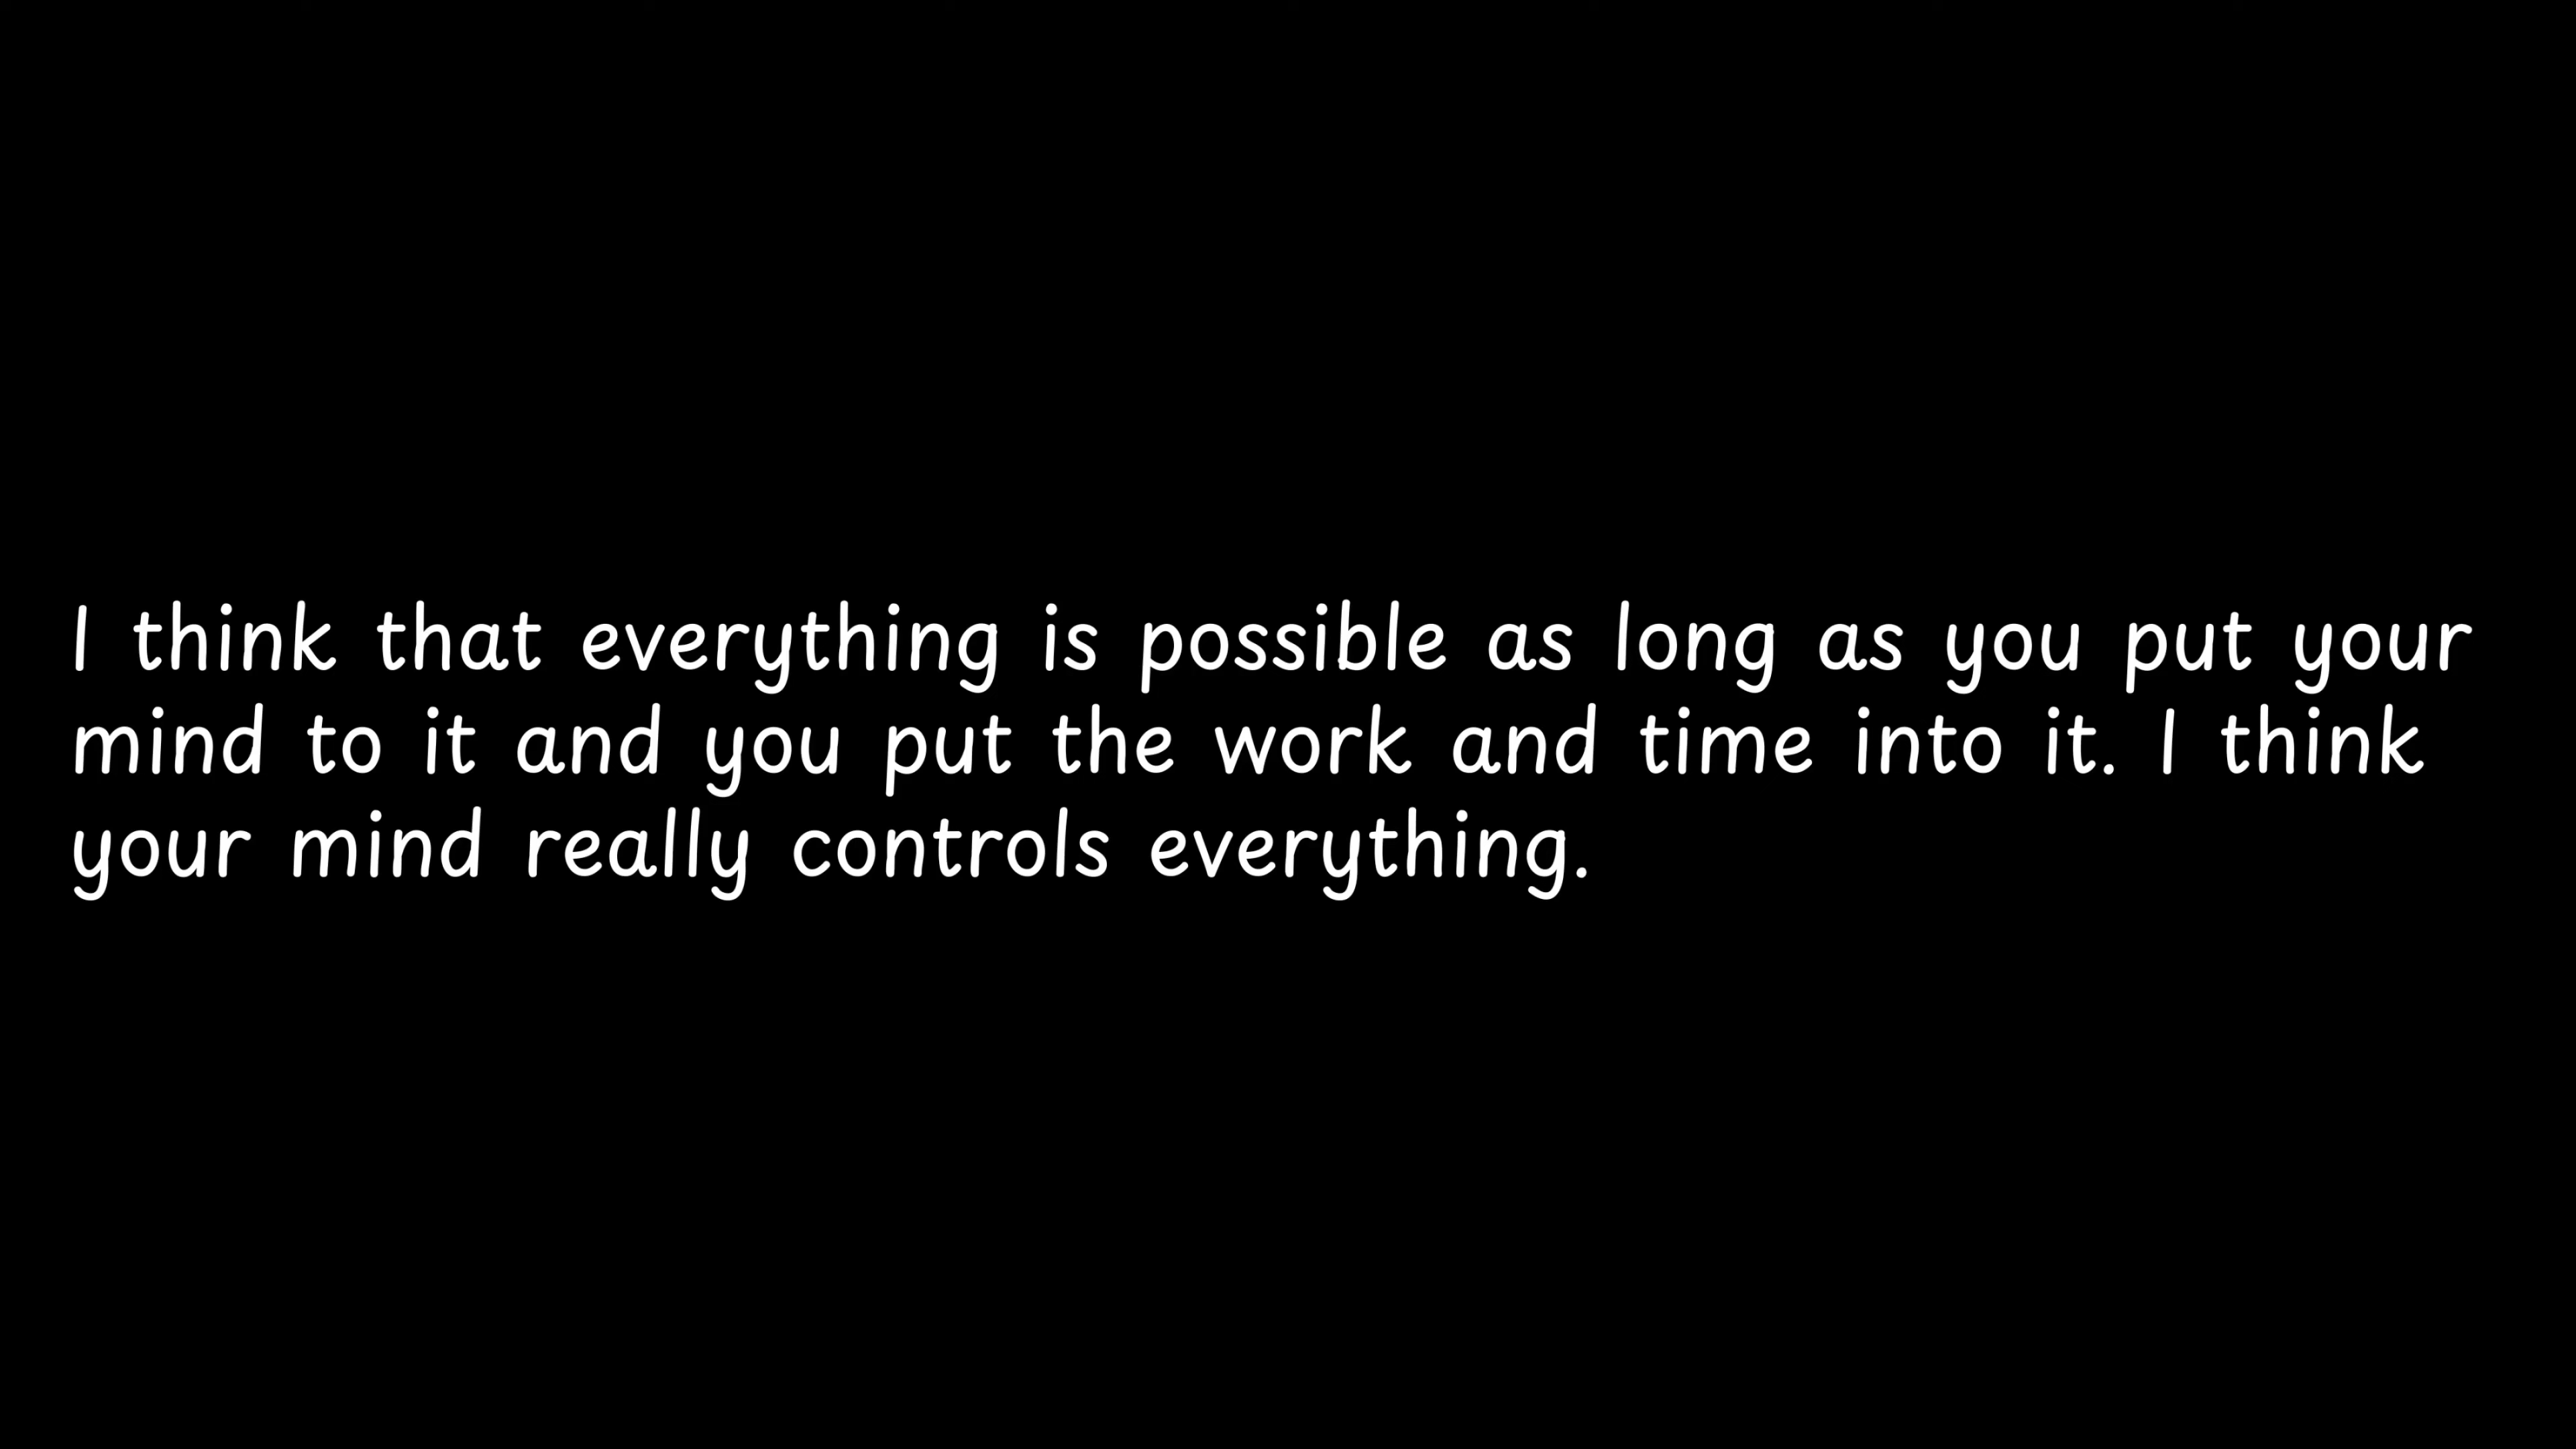 I think that everything is possible as long as you put your
mind to it and you put the work and time into it. I think
your mind really controls everything.